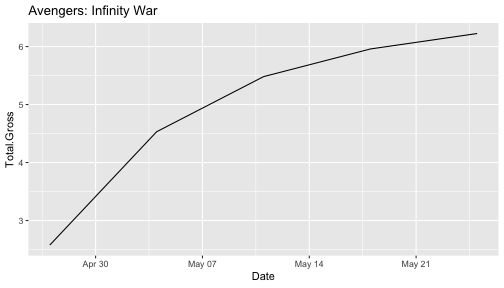 Avengers: Infinity War
6
5
4
3
Total.Gross
Apr 30
May 07
May 14
May 21
Date